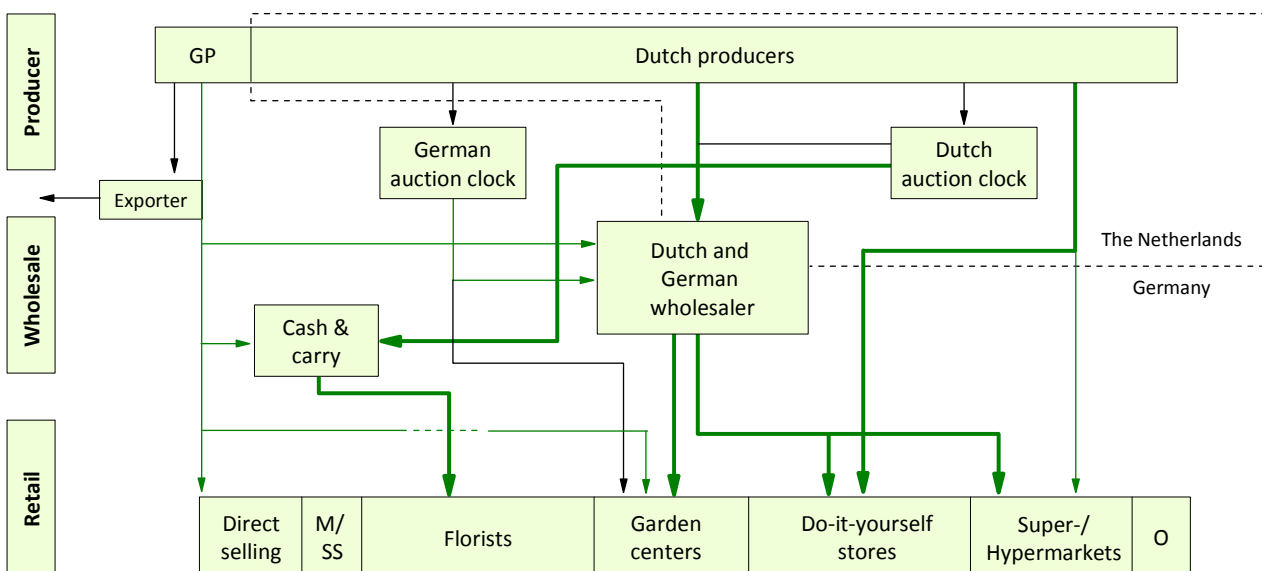 Producer
GP
Dutch producers
German
auction clock
Dutch
auction clock
Exporter
Wholesale
Dutch and
German
wholesaler
The Netherlands
Germany
Cash &
carry
Retail
Direct
selling
M/
SS
Florists
Garden
centers
Do-it-yourself
stores
Super-/
Hypermarkets
O